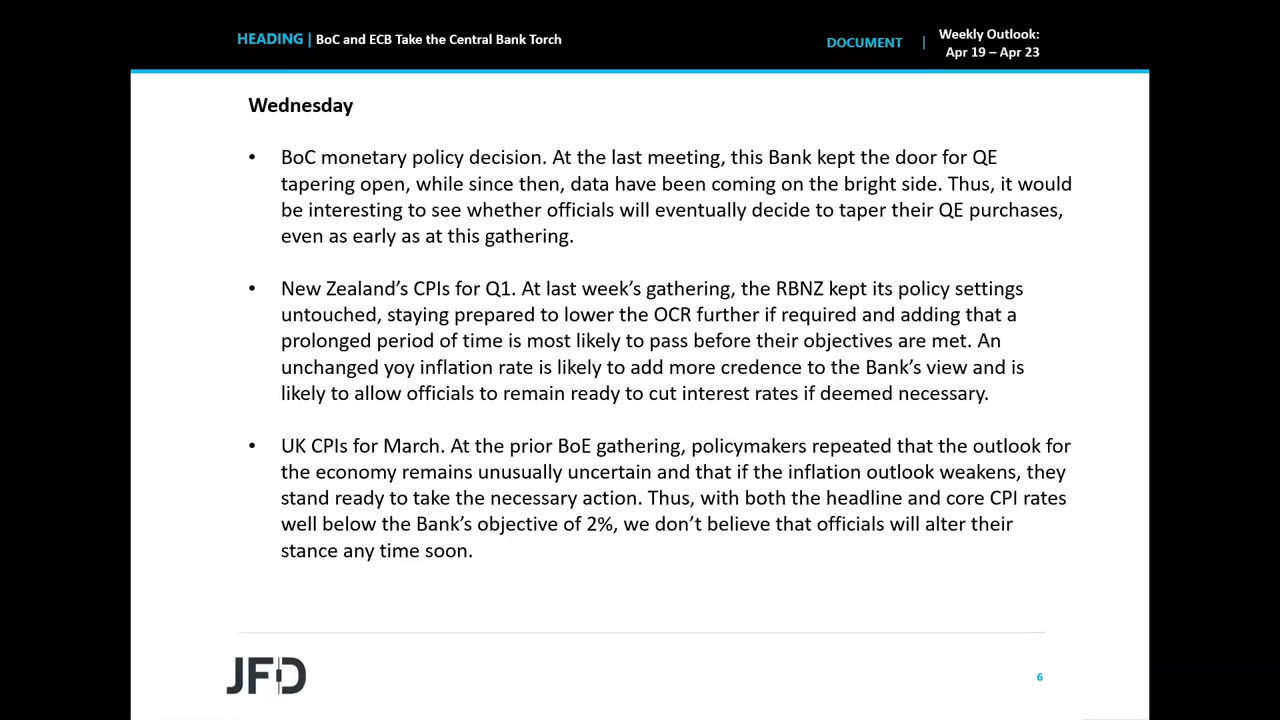 HEADING | BoC and ECB Take the Central Bank Torch
DOCUMENT | Weekly Outlook:
Apr 19 – Apr 23
Wednesday
• BoC monetary policy decision. At the last meeting, this Bank kept the door for QE
tapering open, while since then, data have been coming on the bright side. Thus, it would
be interesting to see whether officials will eventually decide to taper their QE purchases,
even as early as at this gathering.
• New Zealand’s CPIs for Q1. At last week’s gathering, the RBNZ kept its policy settings
untouched, staying prepared to lower the OCR further if required and adding that a
prolonged period of time is most likely to pass before their objectives are met. An
unchanged yoy inflation rate is likely to add more credence to the Bank’s view and is
likely to allow officials to remain ready to cut interest rates if deemed necessary.
• UK CPIs for March. At the prior BoE gathering, policymakers repeated that the outlook for
the economy remains unusually uncertain and that if the inflation outlook weakens, they
stand ready to take the necessary action. Thus, with both the headline and core CPI rates
well below the Bank’s objective of 2%, we don’t believe that officials will alter their
stance any time soon.
JFD
6